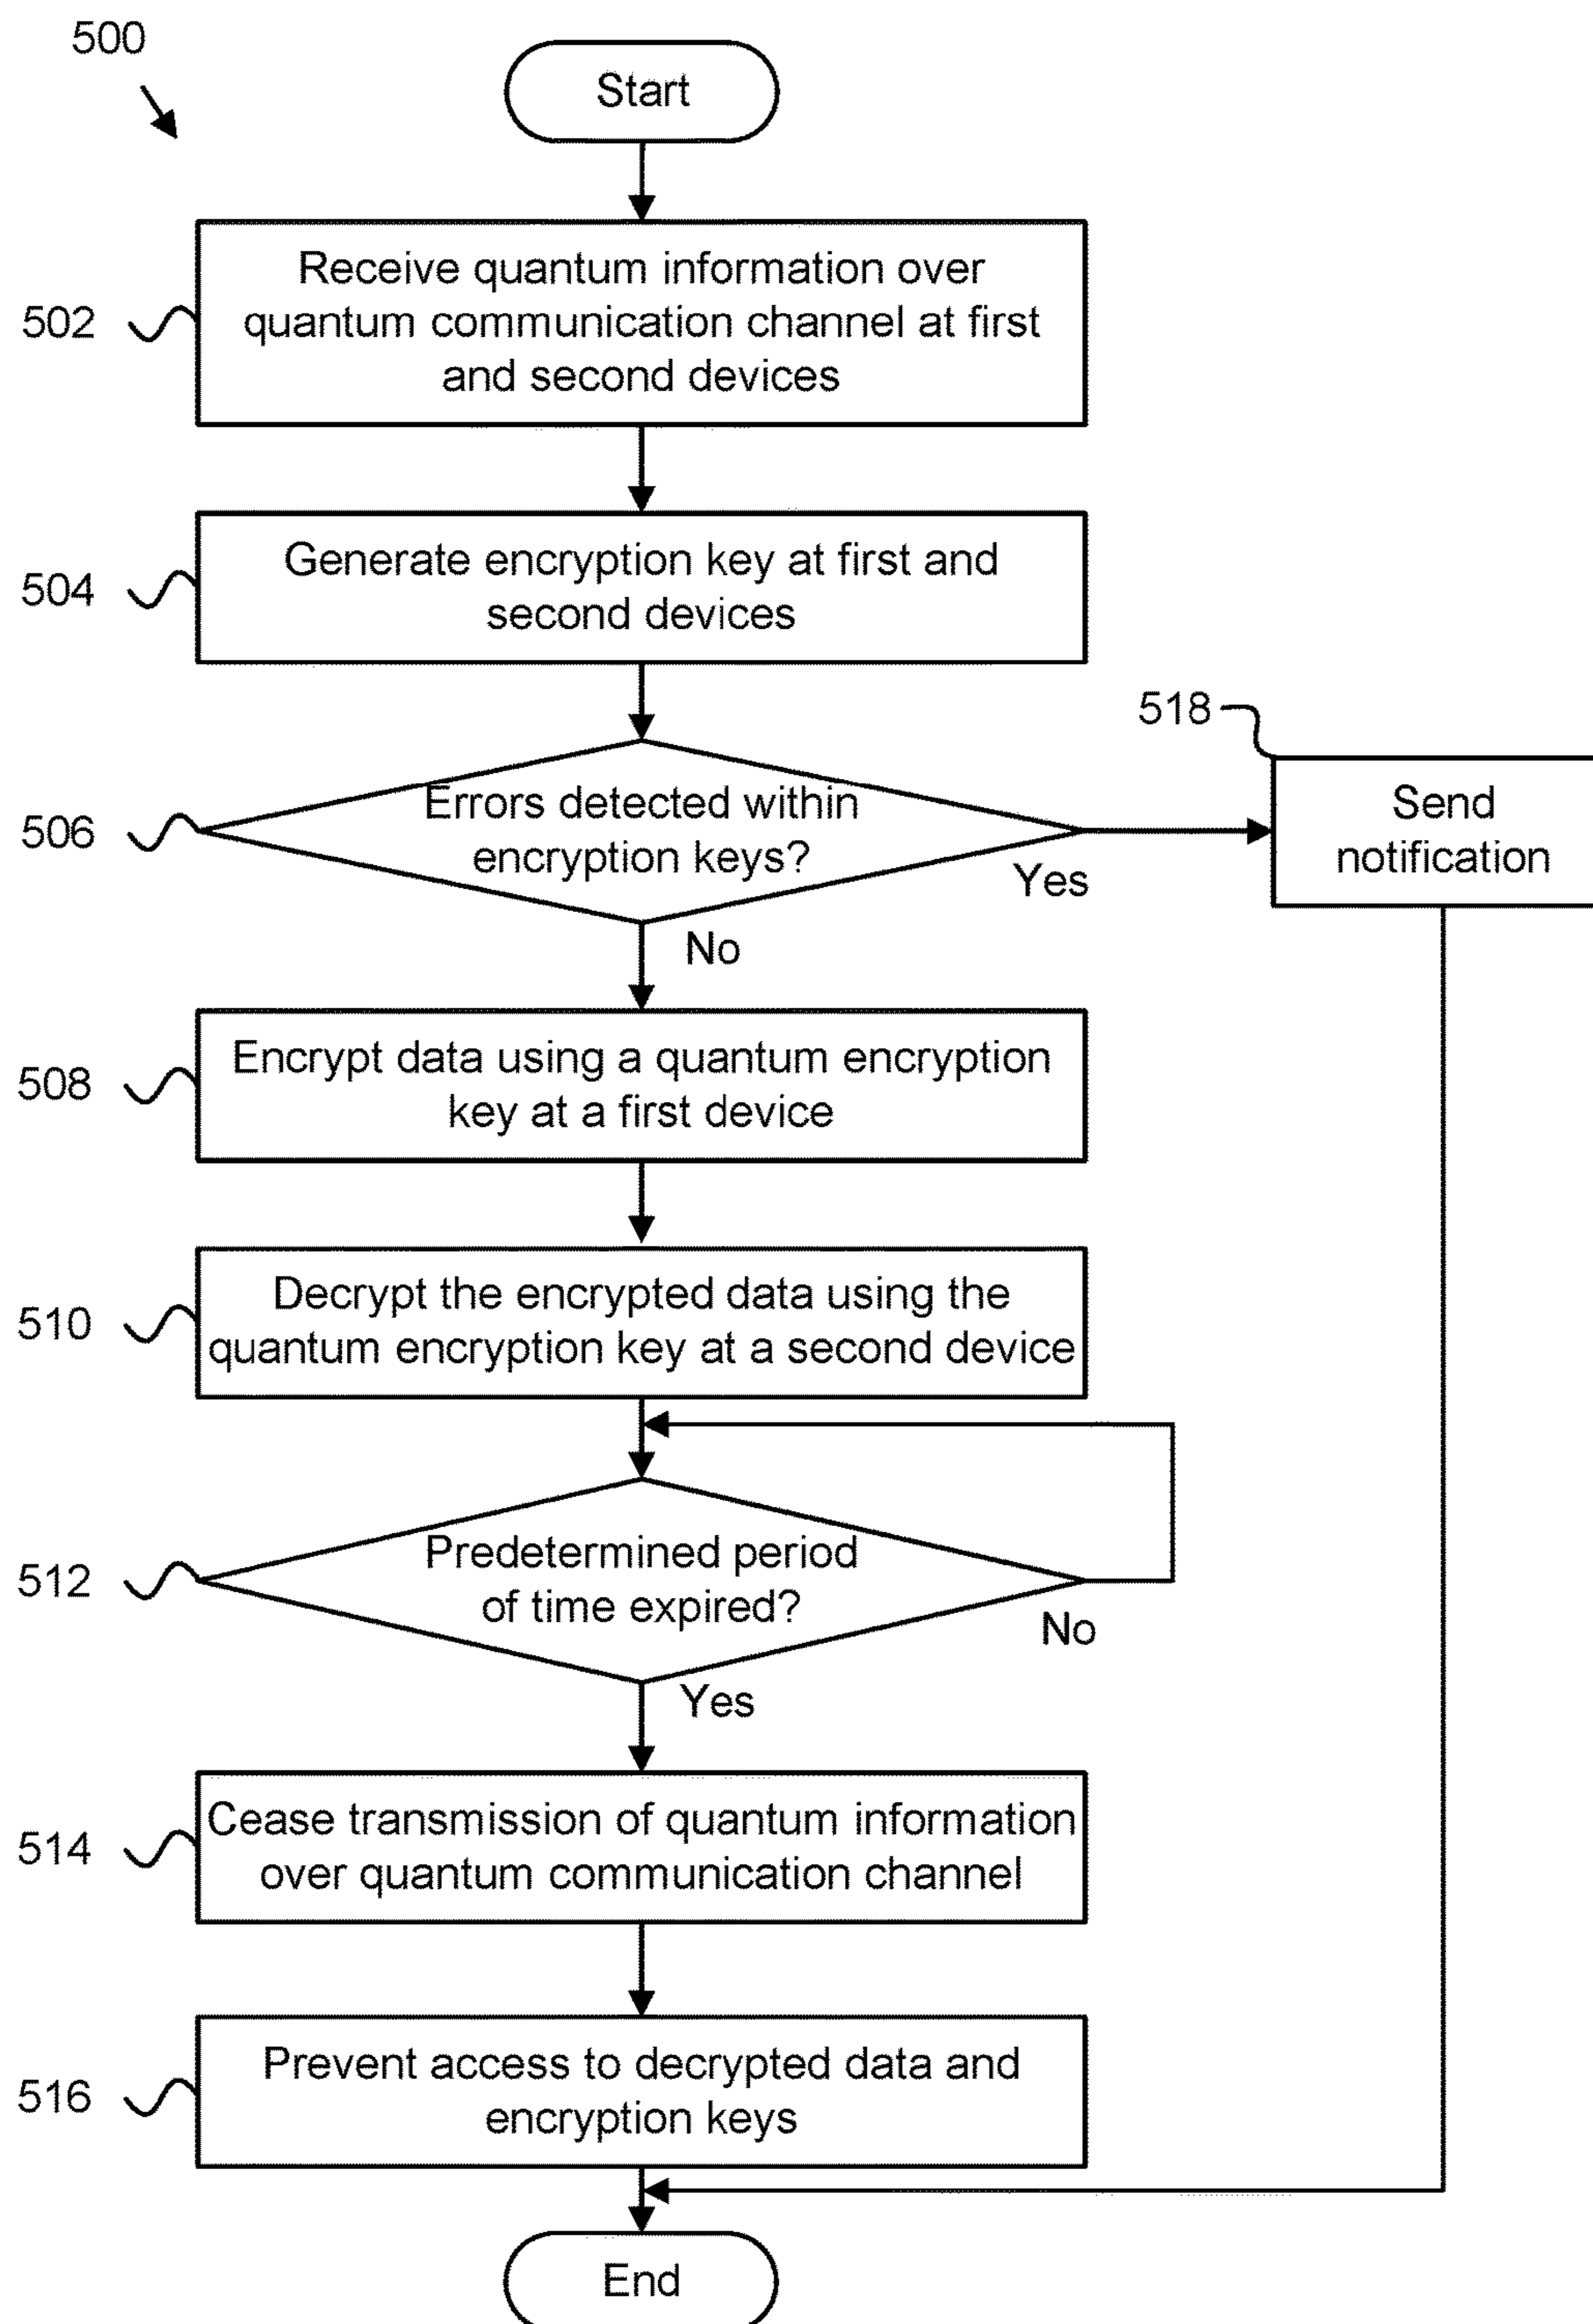 500
Start
502
Receive quantum information over
quantum communication channel at first
and second devices
504
Generate encryption key at first and
second devices
506
Errors detected within
encryption keys?
Yes
No
518
Send
notification
508
Encrypt data using a quantum encryption
key at a first device
510
Decrypt the encrypted data using the
quantum encryption key at a second device
512
Predetermined period
of time expired?
No
Yes
514
Cease transmission of quantum information
over quantum communication channel
516
Prevent access to decrypted data and
encryption keys
End